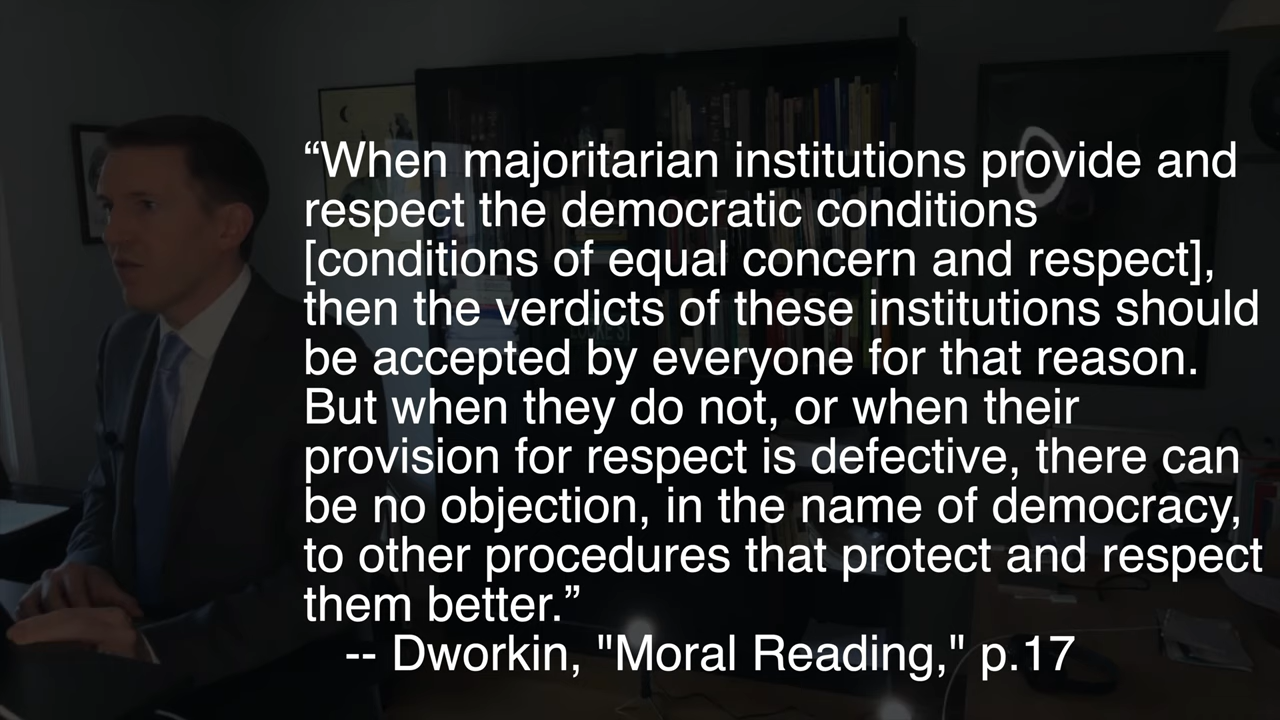 “When majoritarian institutions provide and
respect the democratic conditions
[conditions of equal concern and respect],
then the verdicts of these institutions should
be accepted by everyone for that reason.
But when they do not, or when their
provision for respect is defective, there can
be no objection, in the name of democracy,
to other procedures that protect and respect
them better.”
-- Dworkin, "Moral Reading," p.17